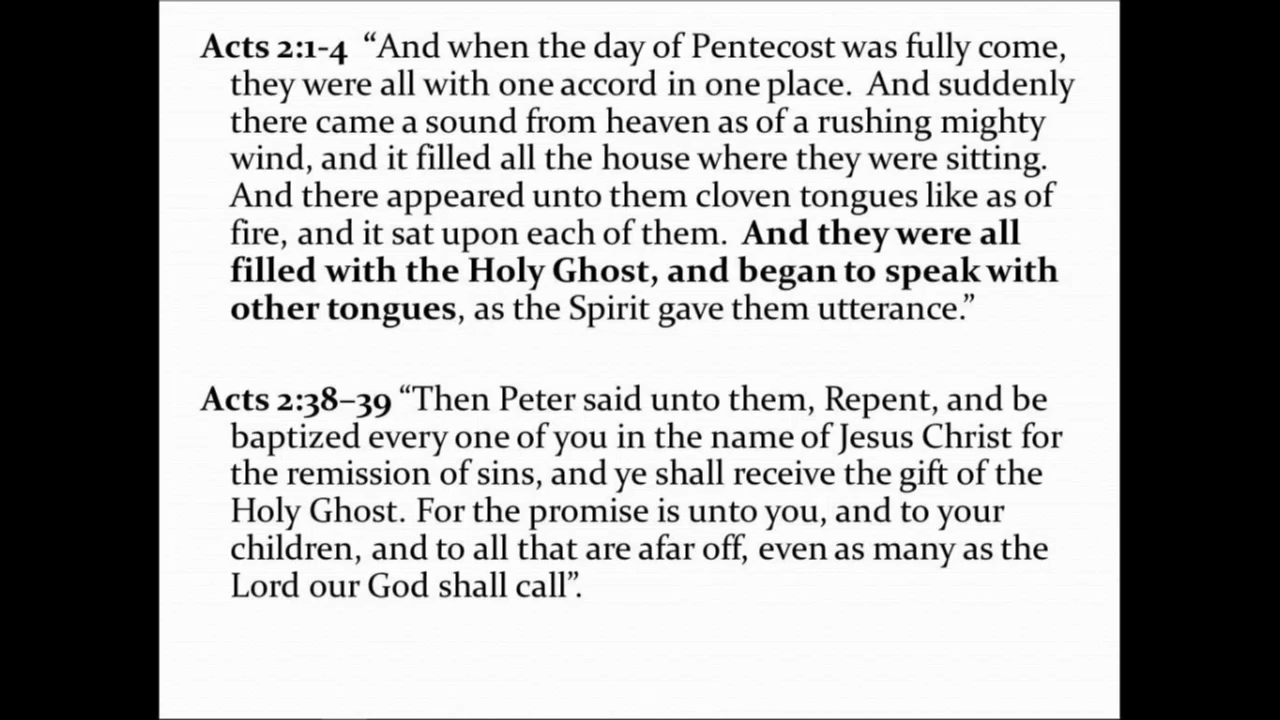 Acts 2:1-4 “And when the day of Pentecost was fully come,
they were all with one accord in one place. And suddenly
there came a sound from heaven as of a rushing mighty
wind, and it filled all the house where they were sitting.
And there appeared unto them cloven tongues like as of
fire, and it sat upon each of them. And they were all
filled with the Holy Ghost, and began to speak with
other tongues, as the Spirit gave them utterance.”
Acts 2:38–39 “Then Peter said unto them, Repent, and be
baptized every one of you in the name of Jesus Christ for
the remission of sins, and ye shall receive the gift of the
Holy Ghost. For the promise is unto you, and to your
children, and to all that are afar off, even as many as the
Lord our God shall call”.